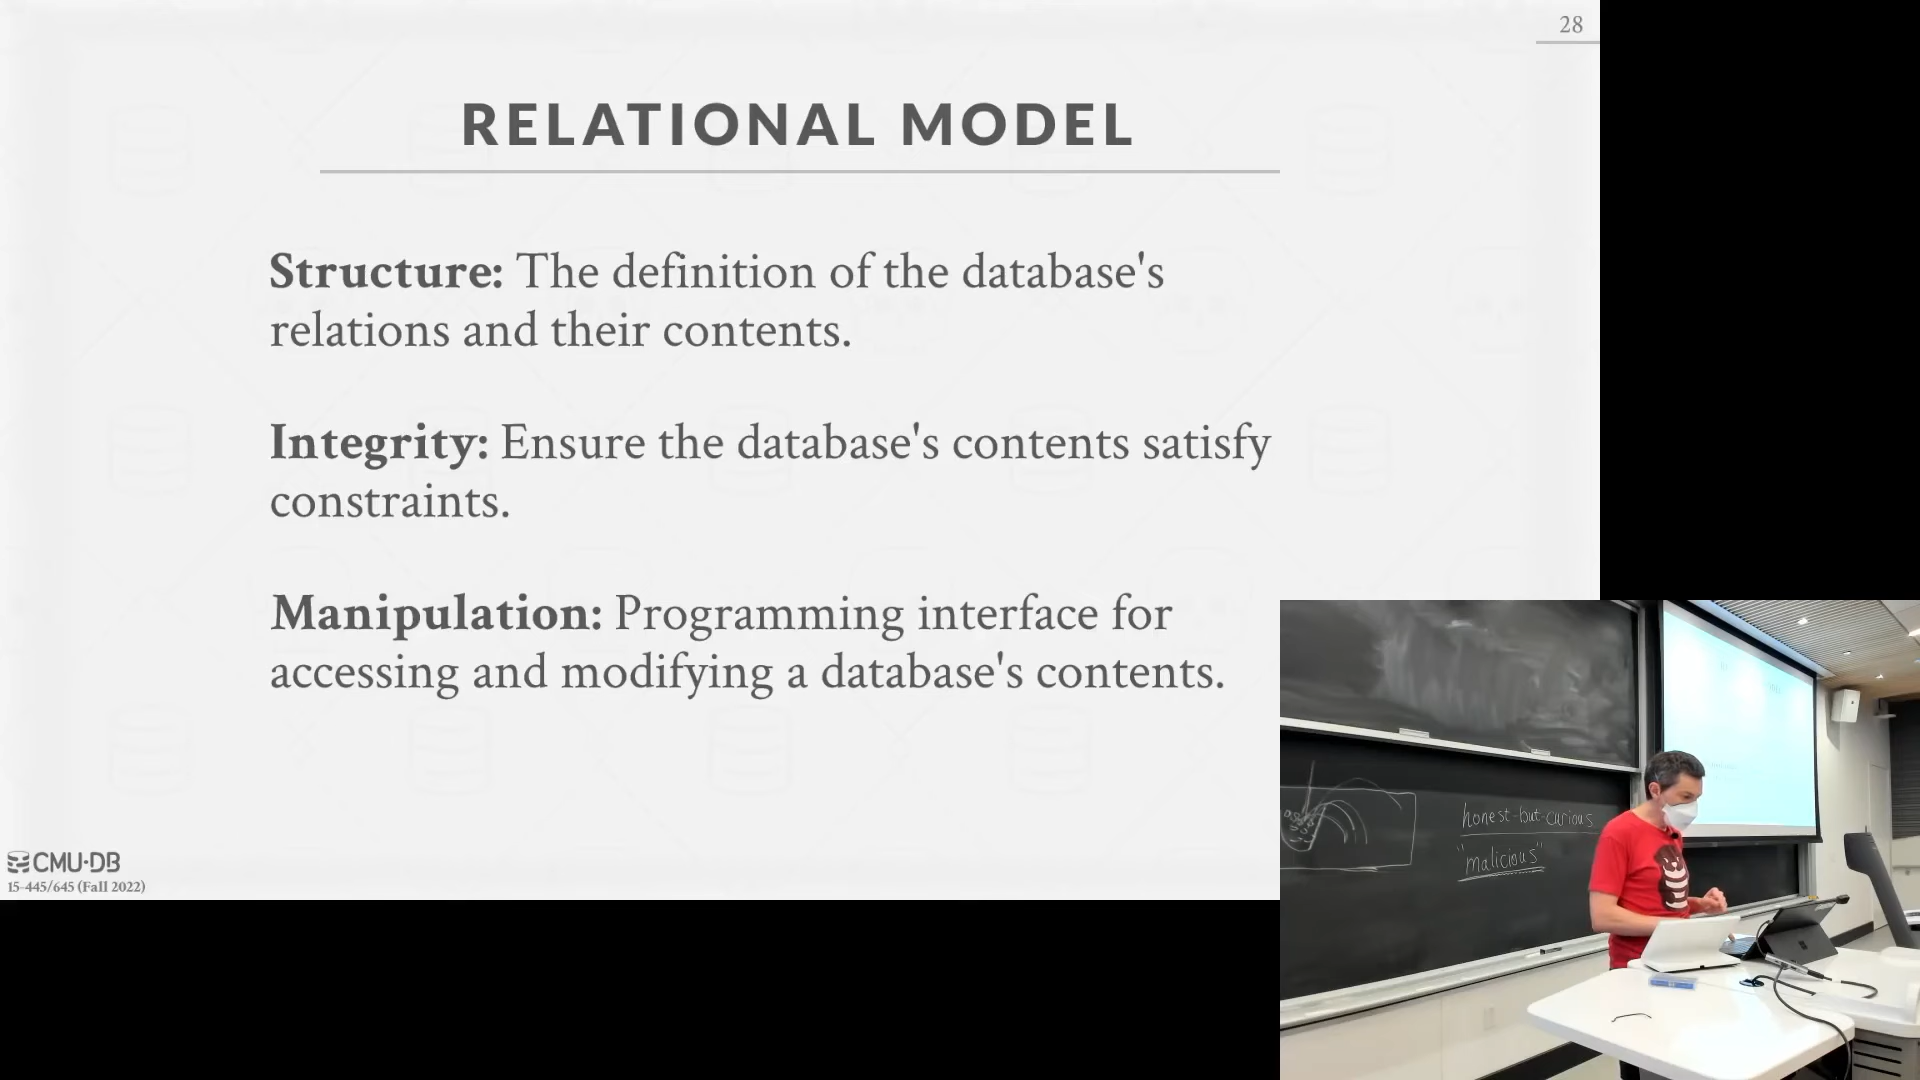 28
RELATIONAL MODEL
Structure: The definition of the database's
relations and their contents.
Integrity: Ensure the database's contents satisfy
constraints.
Manipulation: Programming interface for
accessing and modifying a database's contents.
CMU·DB
15-445/645 (Fall 2022)
honest-but-curious
"malicious"